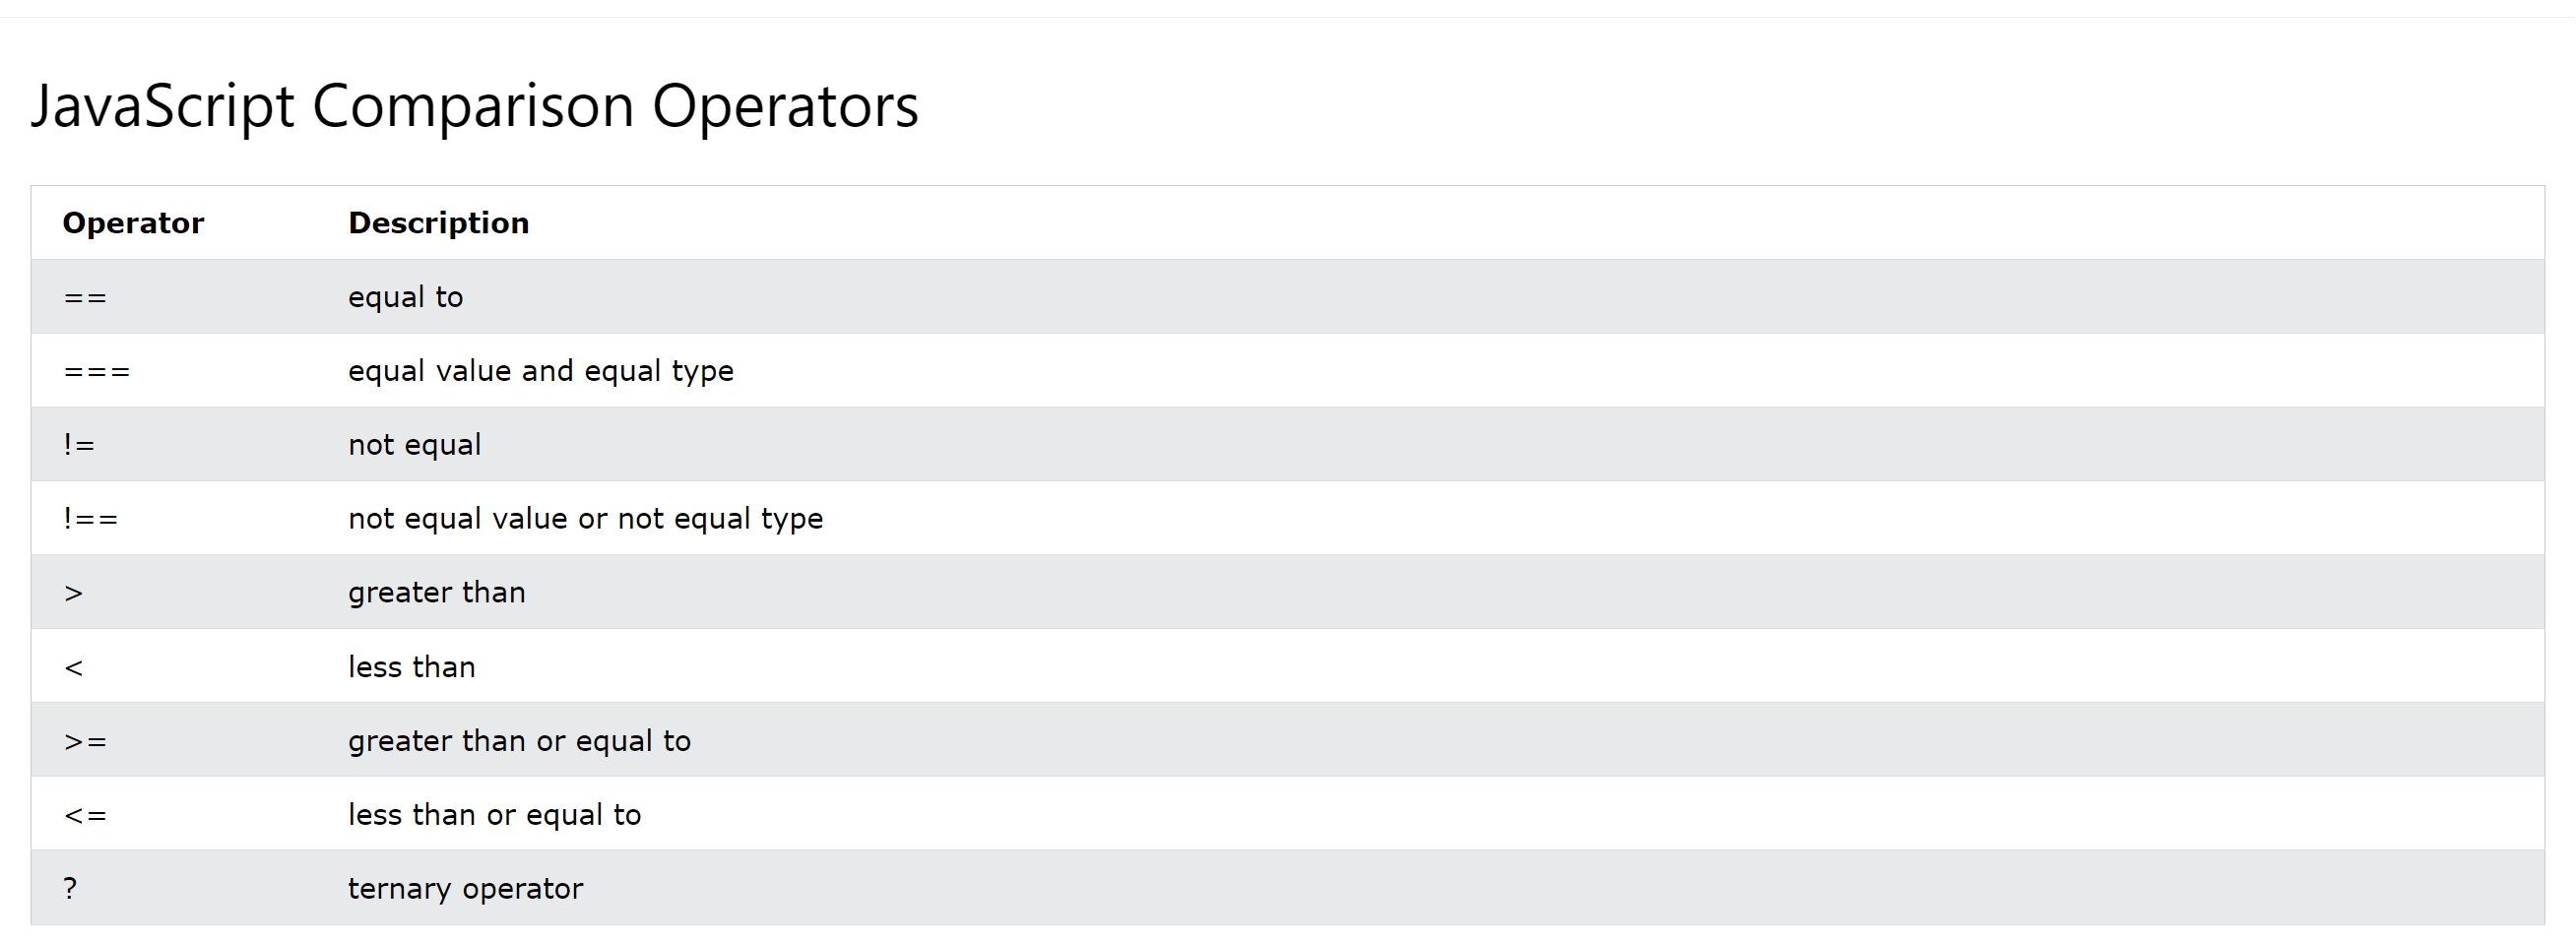 JavaScript Comparison Operators
Operator Description
== equal to
=== equal value and equal type
!= not equal
!== not equal value or not equal type
> greater than
< less than
>= greater than or equal to
<= less than or equal to
? ternary operator